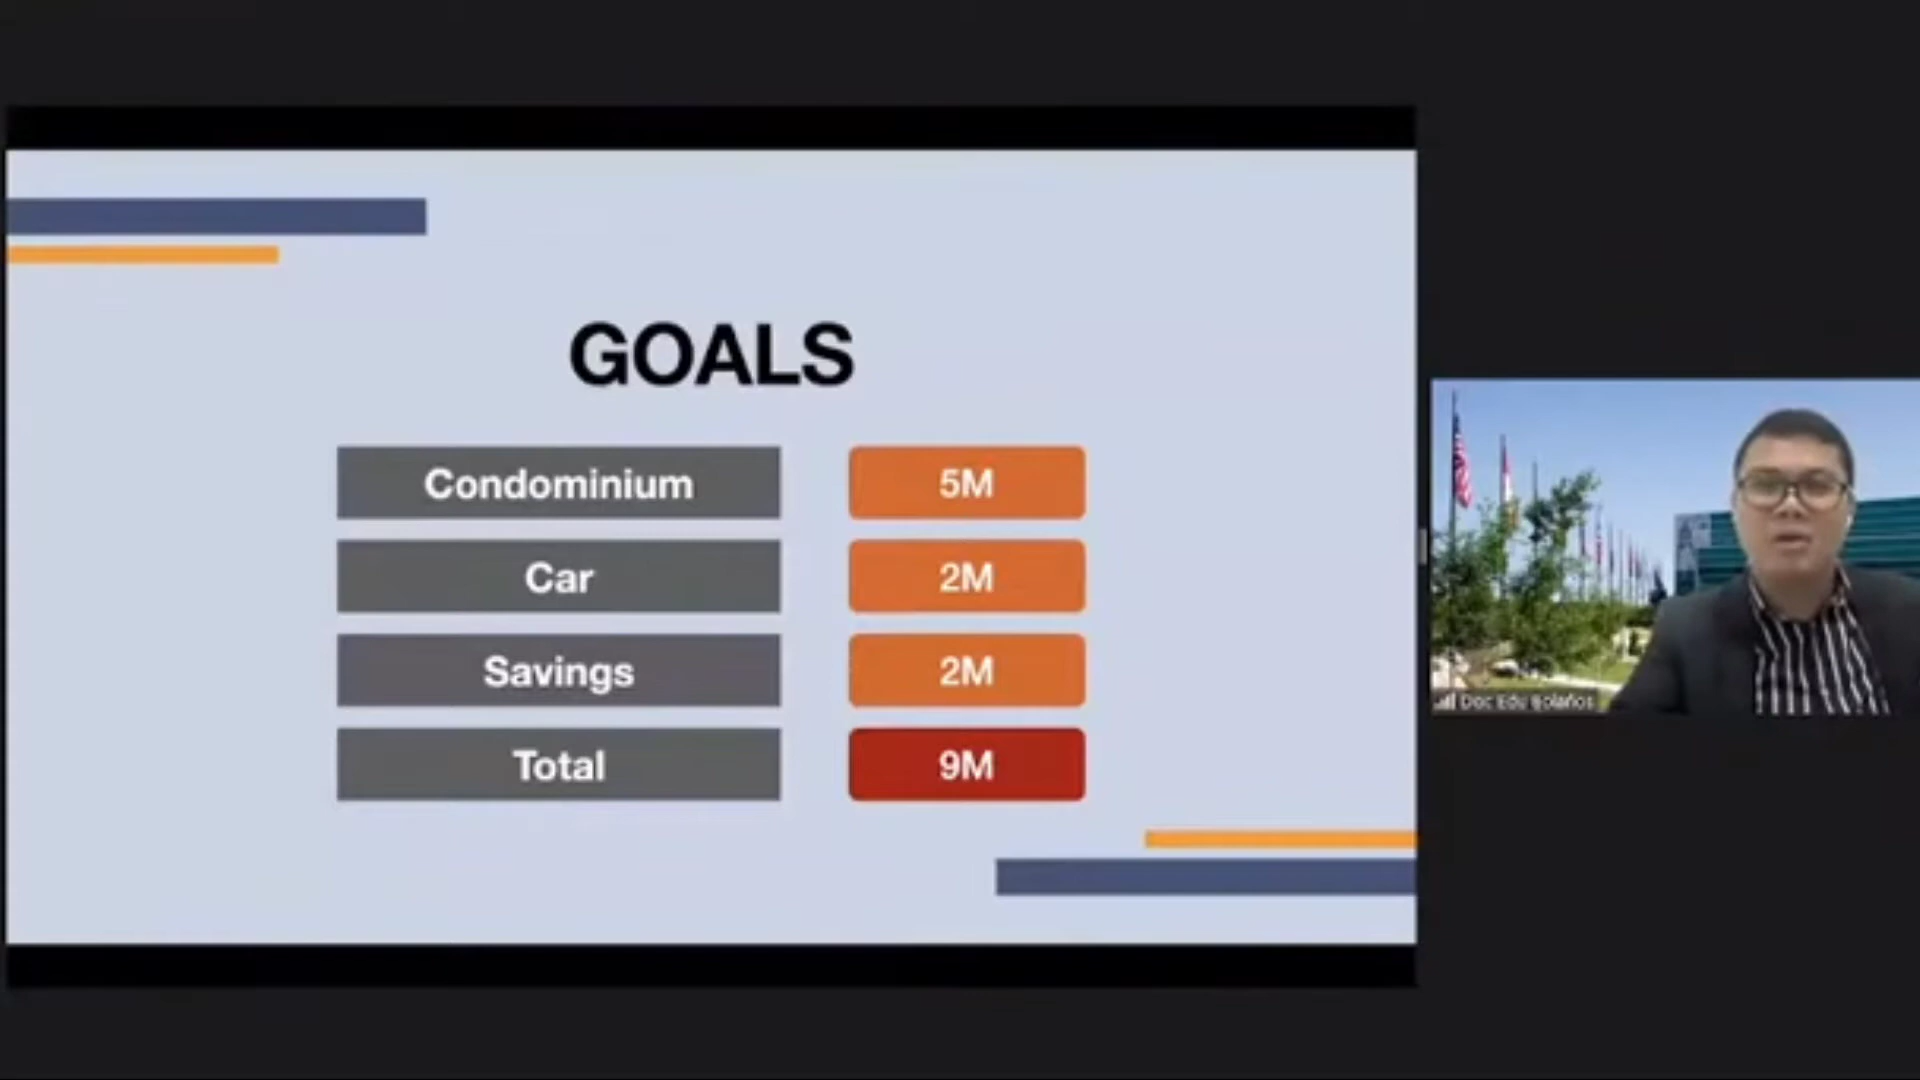 GOALS
Condominium 5M
Car 2M
Savings 2M
Total 9M
Doc Edu Bolaños